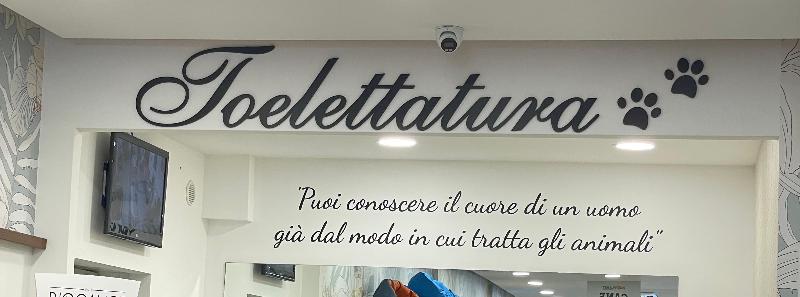 Toelettatura
"Puoi conoscere il cuore di un uomo
già dal modo in cui tratta gli animali"